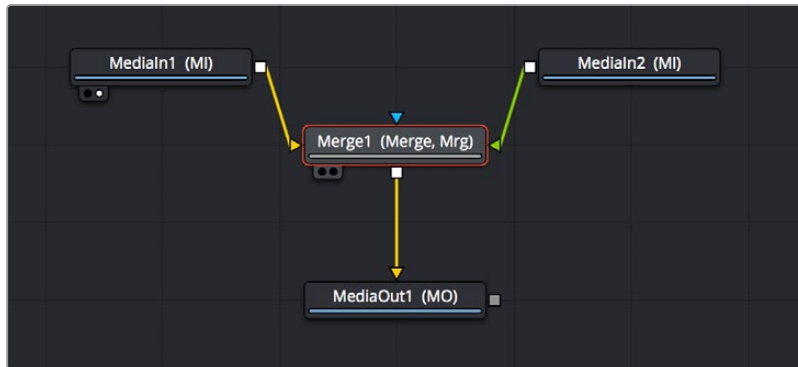 MediaIn1 (MI)
MediaIn2 (MI)
Merge1 (Merge, Mrg)
MediaOut1 (MO)